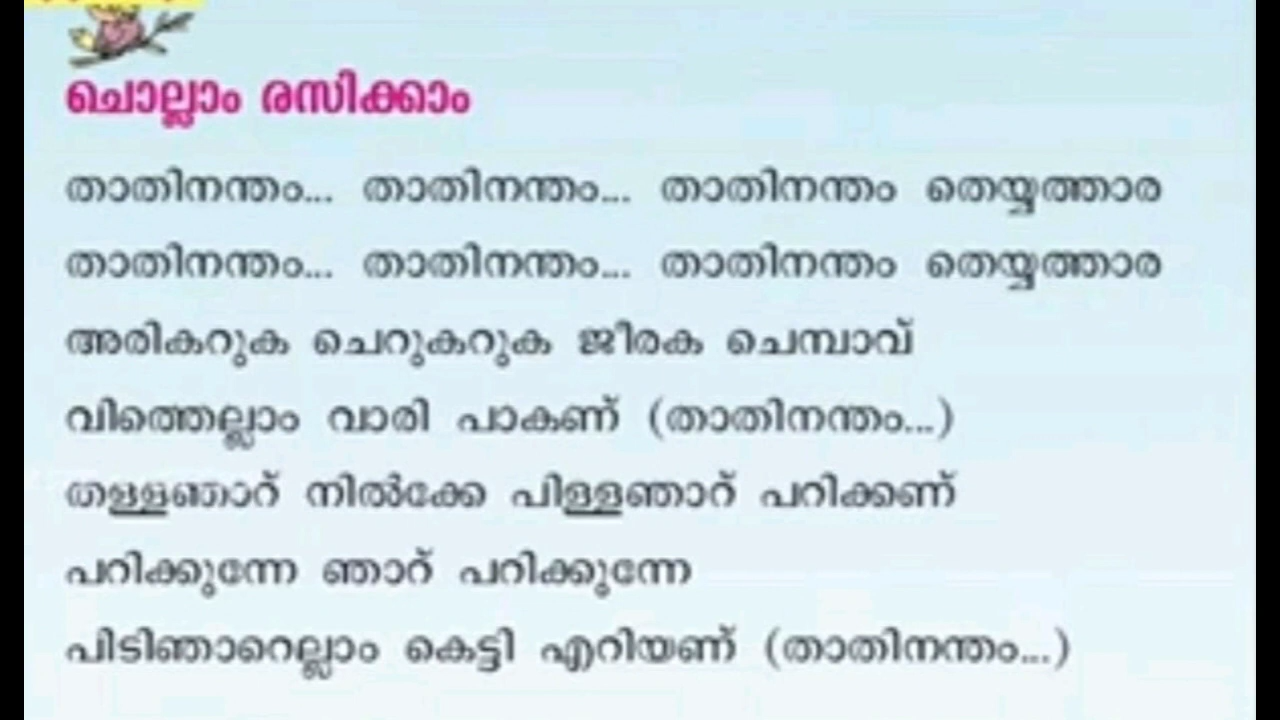 ചൊല്ലാം രസിക്കാം
താതിനന്തം... താതിനന്തം... താതിനന്തം തെയ്യത്താര
താതിനന്തം... താതിനന്തം... താതിനന്തം തെയ്യത്താര
അരികറുക ചെറുകറുക ജീരക ചെമ്പാവ്
വിത്തെല്ലാം വാരി പാകണ് (താതിനന്തം...)
തള്ളഞാറ് നിൽക്കേ പിള്ളഞാറ് പറിക്കണ്
പറിക്കുന്നേ ഞാറ് പറിക്കുന്നേ
പിടിഞാറെല്ലാം കെട്ടി എറിയണ് (താതിനന്തം...)